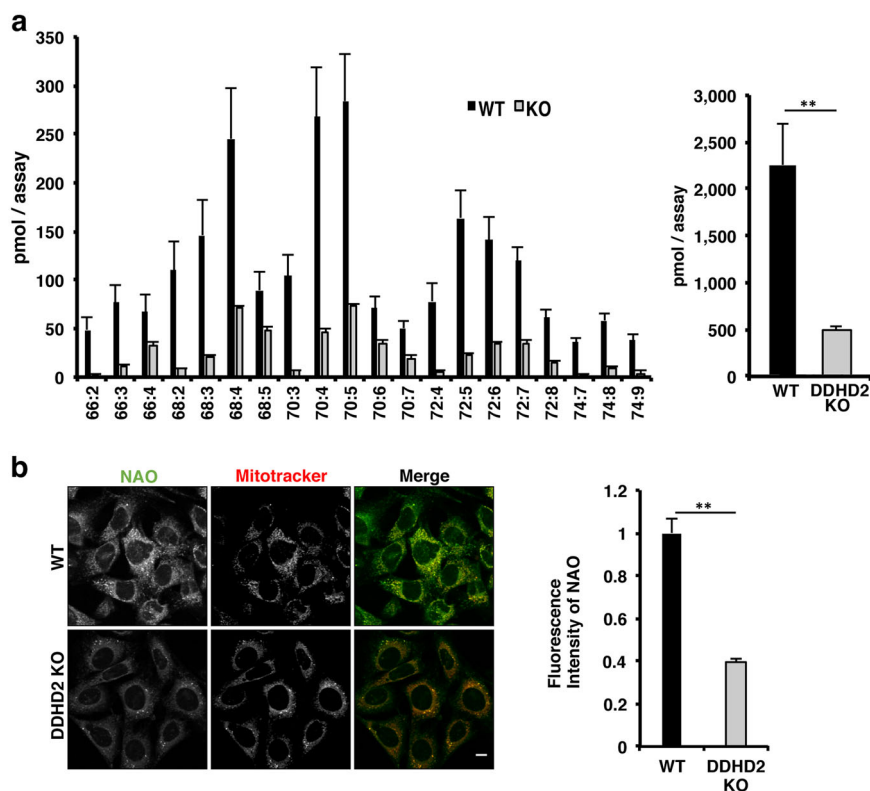 a
350
300
250
200
150
100
50
0
pmol / assay
WT KO
66:2 66:3 66:4 68:2 68:3 68:4 68:5 70:3 70:4 70:5 70:6 70:7 72:4 72:5 72:6 72:7 72:8 74:7 74:8 74:9
3,000
2,500
2,000
1,500
1,000
500
0
pmol / assay
**
WT DDHD2
KO
b
NAO Mitotracker Merge
WT
DDHD2 KO
1.2
1
0.8
0.6
0.4
0.2
0
Fluorescence
Intensity of NAO
**
WT DDHD2
KO